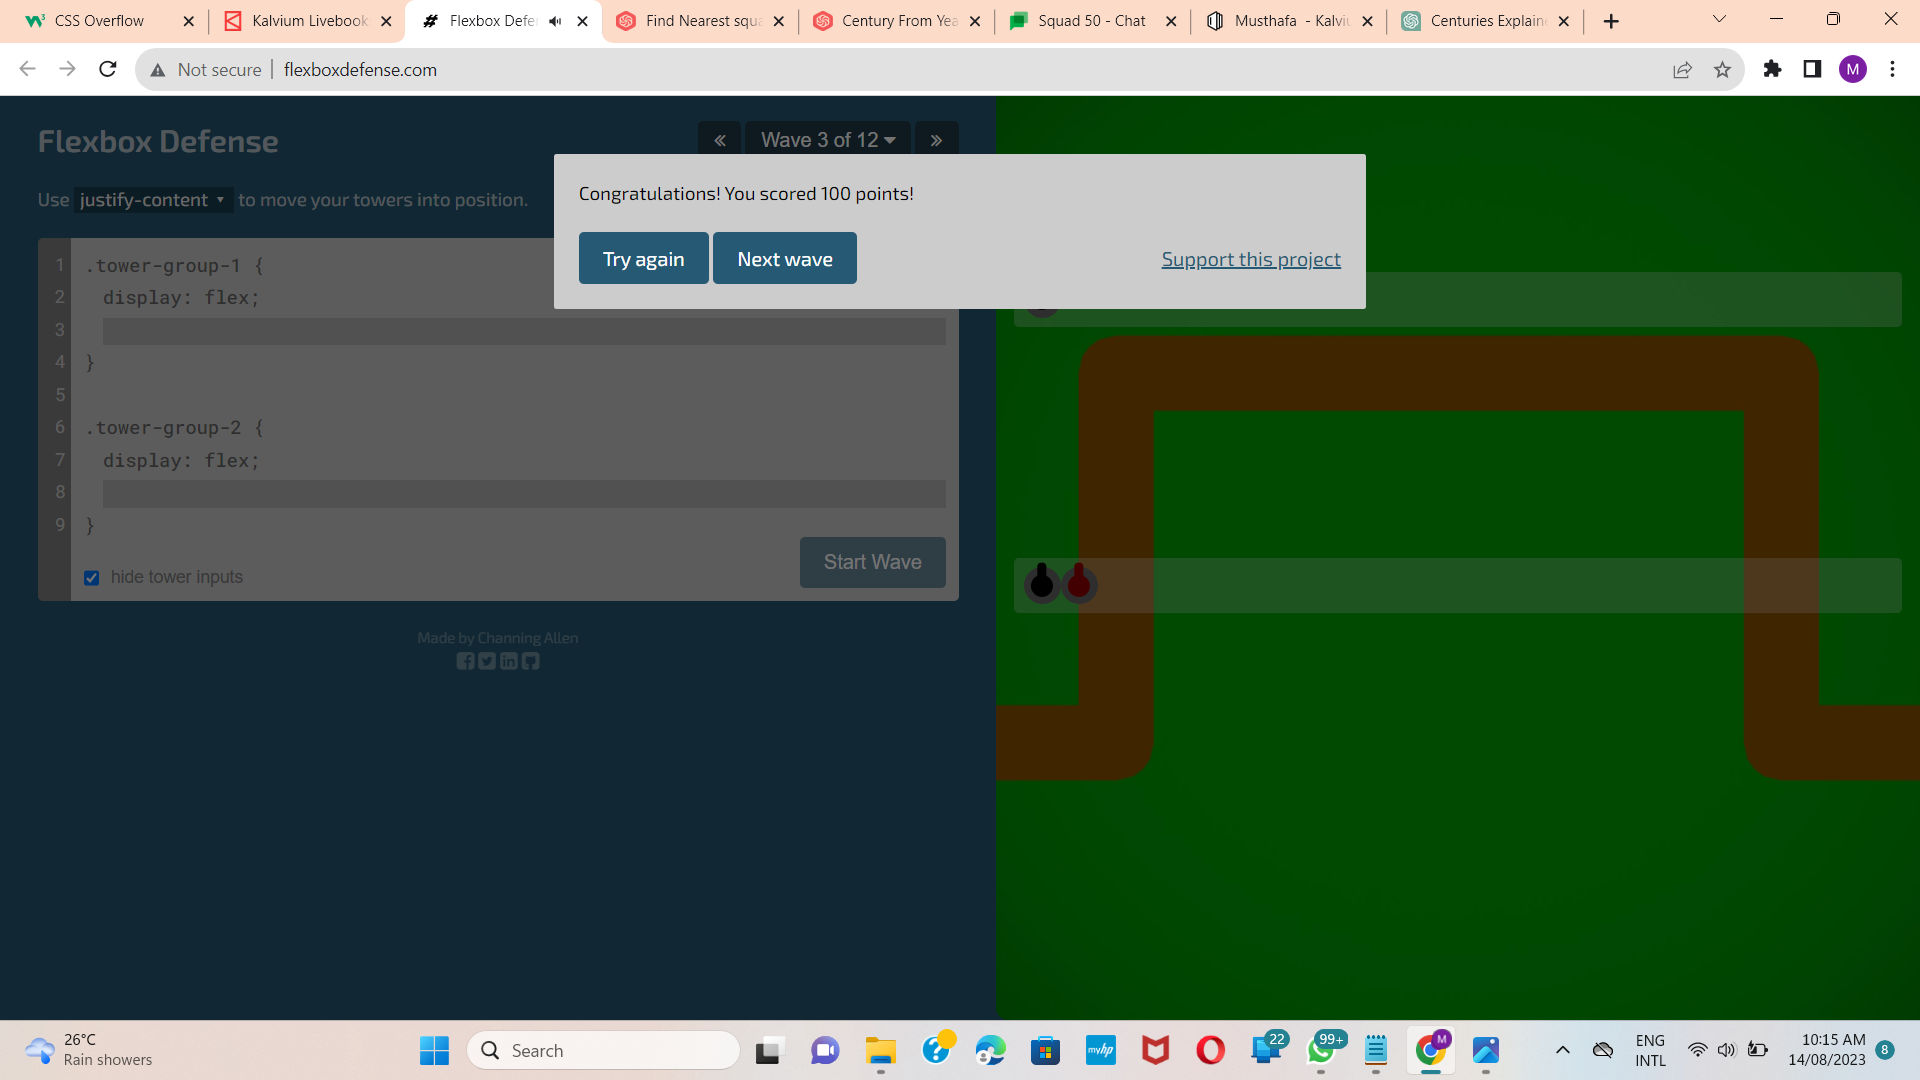 CSS Overflow
Kalvium Livebook
Flexbox Defe
Find Nearest squa
Century From Yea
Squad 50 - Chat
Musthafa - Kalviu
Centuries Explain
Not secure
flexboxdefense.com
M
Flexbox Defense
« Wave 3 of 12 »
Use justify-content to move your towers into position.
Congratulations! You scored 100 points!
Try again Next wave Support this project
1 .tower-group-1 {
2 display: flex;
3
4 }
5
6 .tower-group-2 {
7 display: flex;
8
9 }
Start Wave
hide tower inputs
Made by Channing Allen
26°C
Rain showers
Search
myhp
22
99+
M
ENG
INTL
10:15 AM
14/08/2023
8